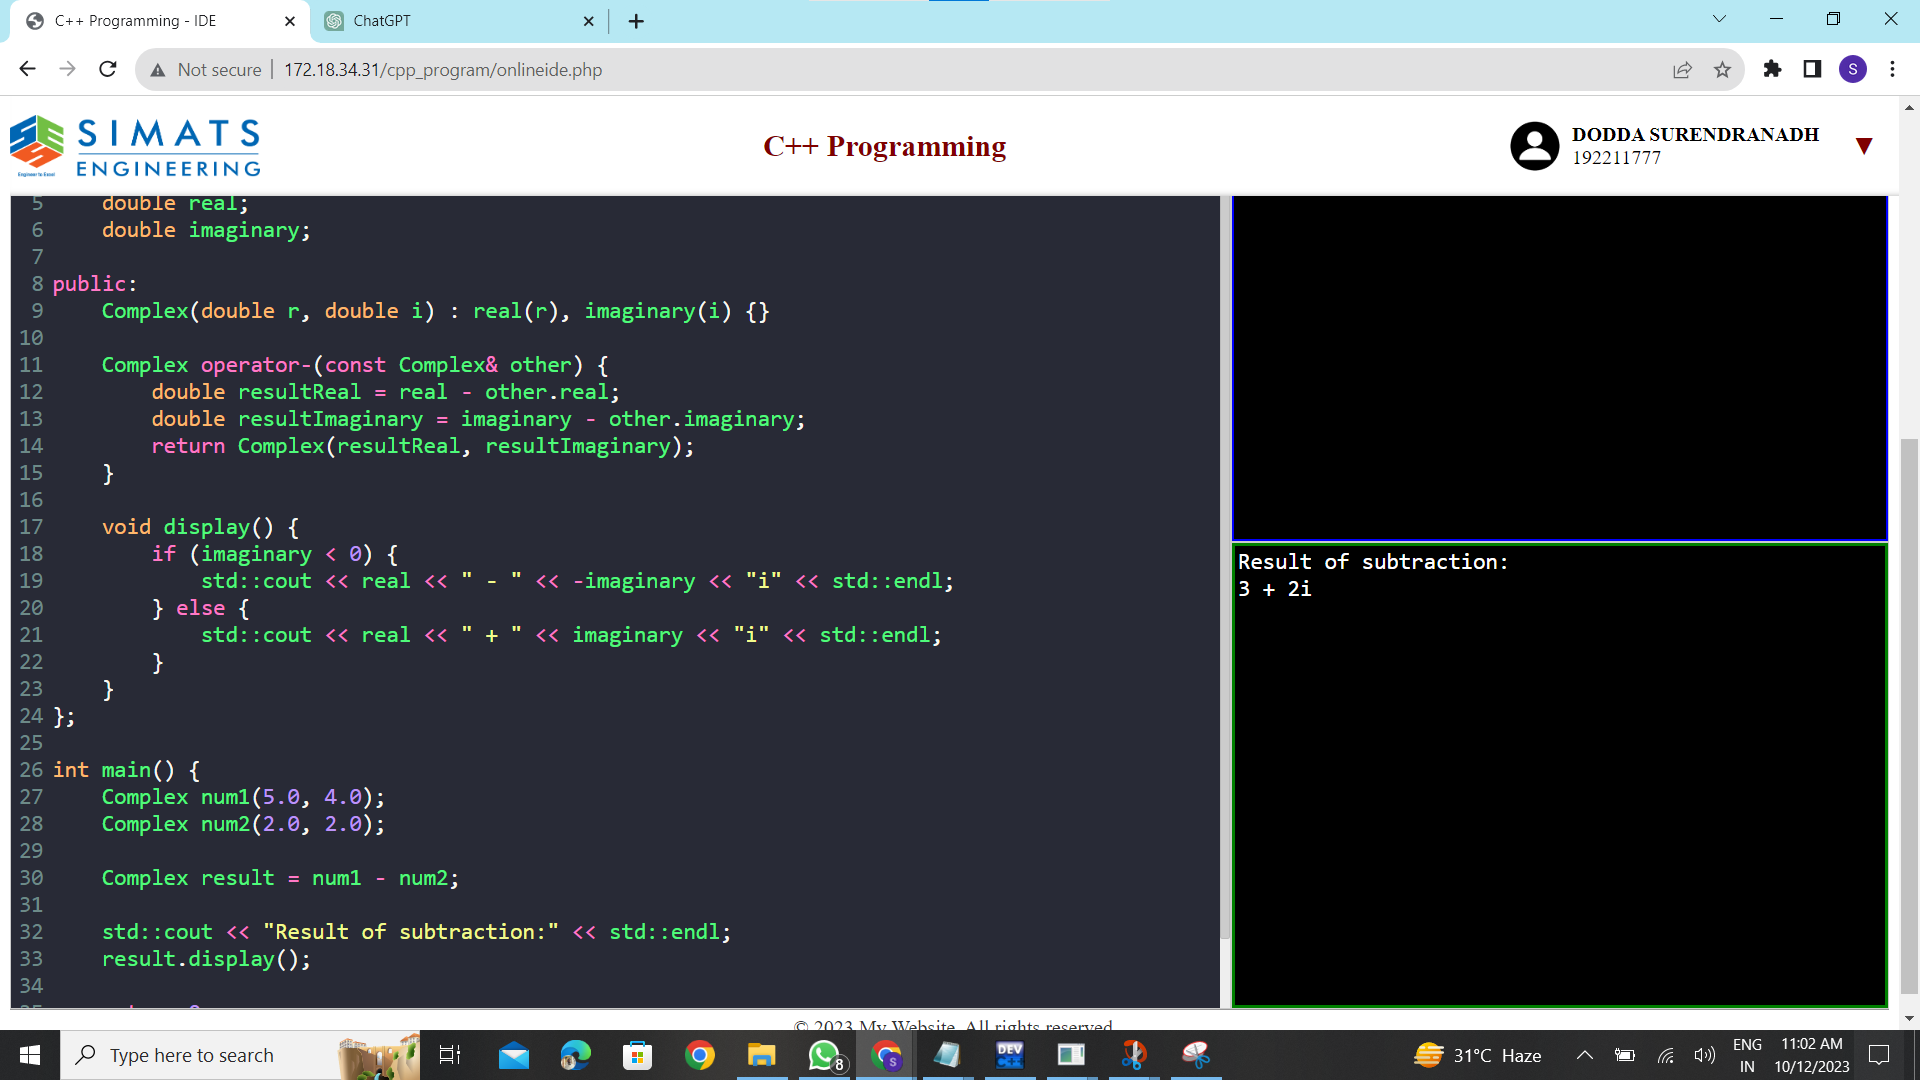 C++ Programming - IDE
ChatGPT
Not secure
172.18.34.31/cpp_program/onlineide.php
S
SIMATS
ENGINEERING
Engineer to Excel
C++ Programming
DODDA SURENDRANADH
192211777
5 double real;
6 double imaginary;
7
8 public:
9 Complex(double r, double i) : real(r), imaginary(i) {}
10
11 Complex operator-(const Complex& other) {
12 double resultReal = real - other.real;
13 double resultImaginary = imaginary - other.imaginary;
14 return Complex(resultReal, resultImaginary);
15 }
16
17 void display() {
18 if (imaginary < 0) {
19 std::cout << real << " - " << -imaginary << "i" << std::endl;
20 } else {
21 std::cout << real << " + " << imaginary << "i" << std::endl;
22 }
23 }
24 };
25
26 int main() {
27 Complex num1(5.0, 4.0);
28 Complex num2(2.0, 2.0);
29
30 Complex result = num1 - num2;
31
32 std::cout << "Result of subtraction:" << std::endl;
33 result.display();
34
Result of subtraction:
3 + 2i
© 2023 My Website. All rights reserved.
Type here to search
8
S
DEV
C++
31°C Haze
ENG
IN
11:02 AM
10/12/2023